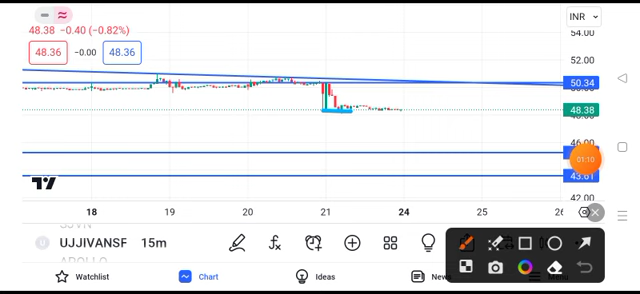 INR
54.00
48.38 −0.40 (−0.82%)
48.36 −0.00 48.36
52.00
50.34
48.38
46.00
43.61
42.00
01:10
18 19 20 21 24 25 26
SJVN
UJJIVANSF 15m
APOLLO
Watchlist Chart Ideas News